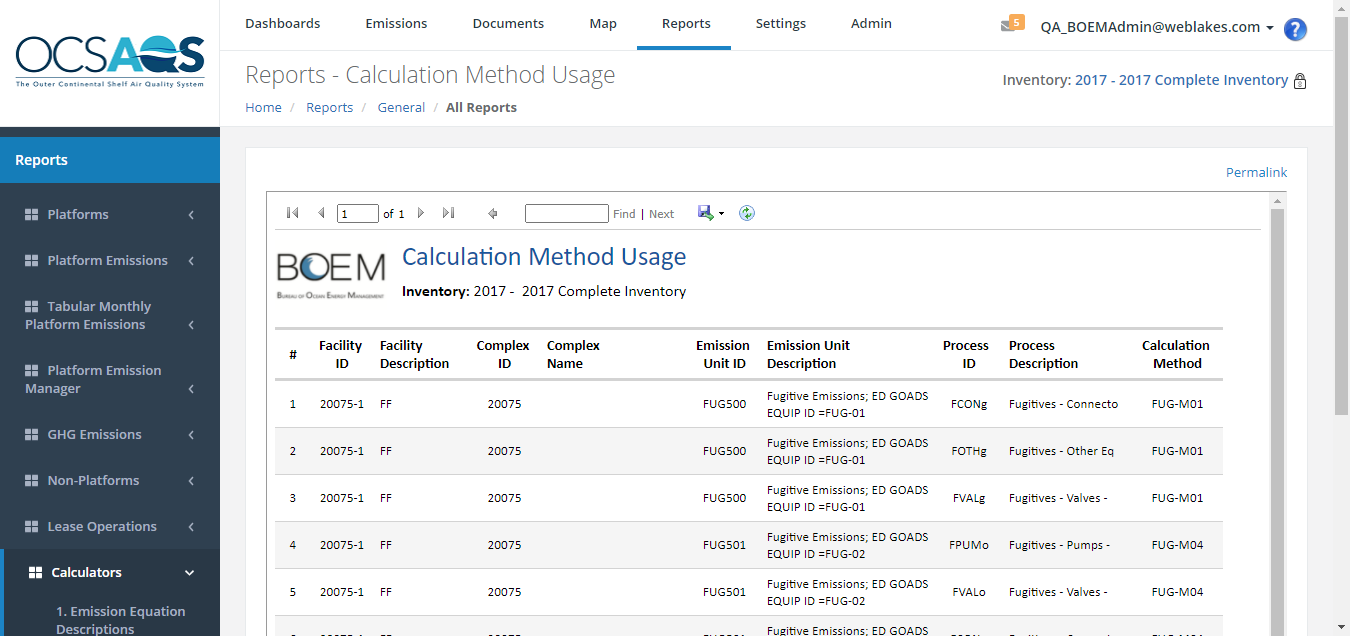 OCSAQS
The Outer Continental Shelf Air Quality System
Dashboards Emissions Documents Map Reports Settings Admin
5 QA_BOEMAdmin@weblakes.com ?
Reports - Calculation Method Usage
Inventory: 2017 - 2017 Complete Inventory
Home / Reports / General / All Reports
Reports
Platforms
Platform Emissions
Tabular Monthly
Platform Emissions
Platform Emission
Manager
GHG Emissions
Non-Platforms
Lease Operations
Calculators
1. Emission Equation
Descriptions
Permalink
1 of 1 Find | Next
BOEM
Bureau of Ocean Energy Management
Calculation Method Usage
Inventory: 2017 - 2017 Complete Inventory
# Facility ID Facility Description Complex ID Complex Name Emission Unit ID Emission Unit Description Process ID Process Description Calculation Method
1 20075-1 FF 20075 FUG500 Fugitive Emissions; ED GOADS EQUIP ID =FUG-01 FCONg Fugitives - Connecto FUG-M01
2 20075-1 FF 20075 FUG500 Fugitive Emissions; ED GOADS EQUIP ID =FUG-01 FOTHg Fugitives - Other Eq FUG-M01
3 20075-1 FF 20075 FUG500 Fugitive Emissions; ED GOADS EQUIP ID =FUG-01 FVALg Fugitives - Valves - FUG-M01
4 20075-1 FF 20075 FUG501 Fugitive Emissions; ED GOADS EQUIP ID =FUG-02 FPUMo Fugitives - Pumps - FUG-M04
5 20075-1 FF 20075 FUG501 Fugitive Emissions; ED GOADS EQUIP ID =FUG-02 FVALo Fugitives - Valves - FUG-M04
Fugitive Emissions; ED GOADS